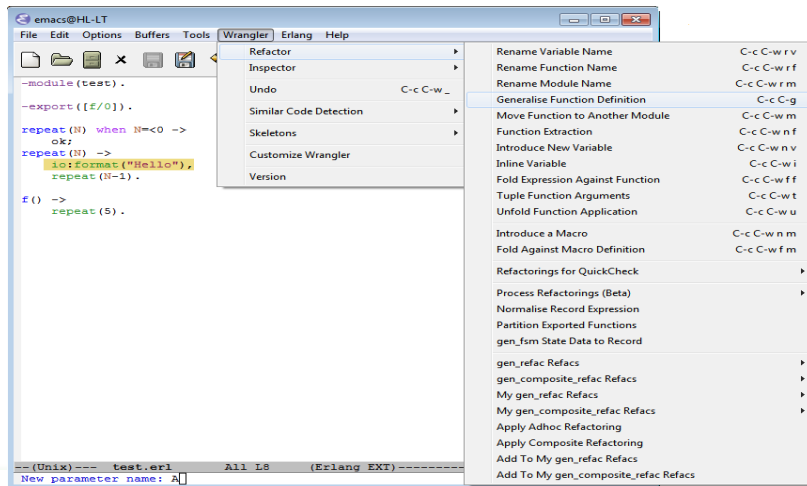 emacs@HL-LT
File Edit Options Buffers Tools Wrangler Erlang Help
-module(test).
-export([f/0]).
repeat(N) when N=<0 ->
ok;
repeat(N) ->
io:format("Hello"),
repeat(N-1).
f() ->
repeat(5).
Refactor
Inspector
Undo C-c C-w _
Similar Code Detection
Skeletons
Customize Wrangler
Version
Rename Variable Name C-c C-w r v
Rename Function Name C-c C-w r f
Rename Module Name C-c C-w r m
Generalise Function Definition C-c C-g
Move Function to Another Module C-c C-w m
Function Extraction C-c C-w n f
Introduce New Variable C-c C-w n v
Inline Variable C-c C-w i
Fold Expression Against Function C-c C-w f f
Tuple Function Arguments C-c C-w t
Unfold Function Application C-c C-w u
Introduce a Macro C-c C-w n m
Fold Against Macro Definition C-c C-w f m
Refactorings for QuickCheck
Process Refactorings (Beta)
Normalise Record Expression
Partition Exported Functions
gen_fsm State Data to Record
gen_refac Refacs
gen_composite_refac Refacs
My gen_refac Refacs
My gen_composite_refac Refacs
Apply Adhoc Refactoring
Apply Composite Refactoring
Add To My gen_refac Refacs
Add To My gen_composite_refac Refacs
--(Unix)--- test.erl All L8 (Erlang EXT)---------
New parameter name: A